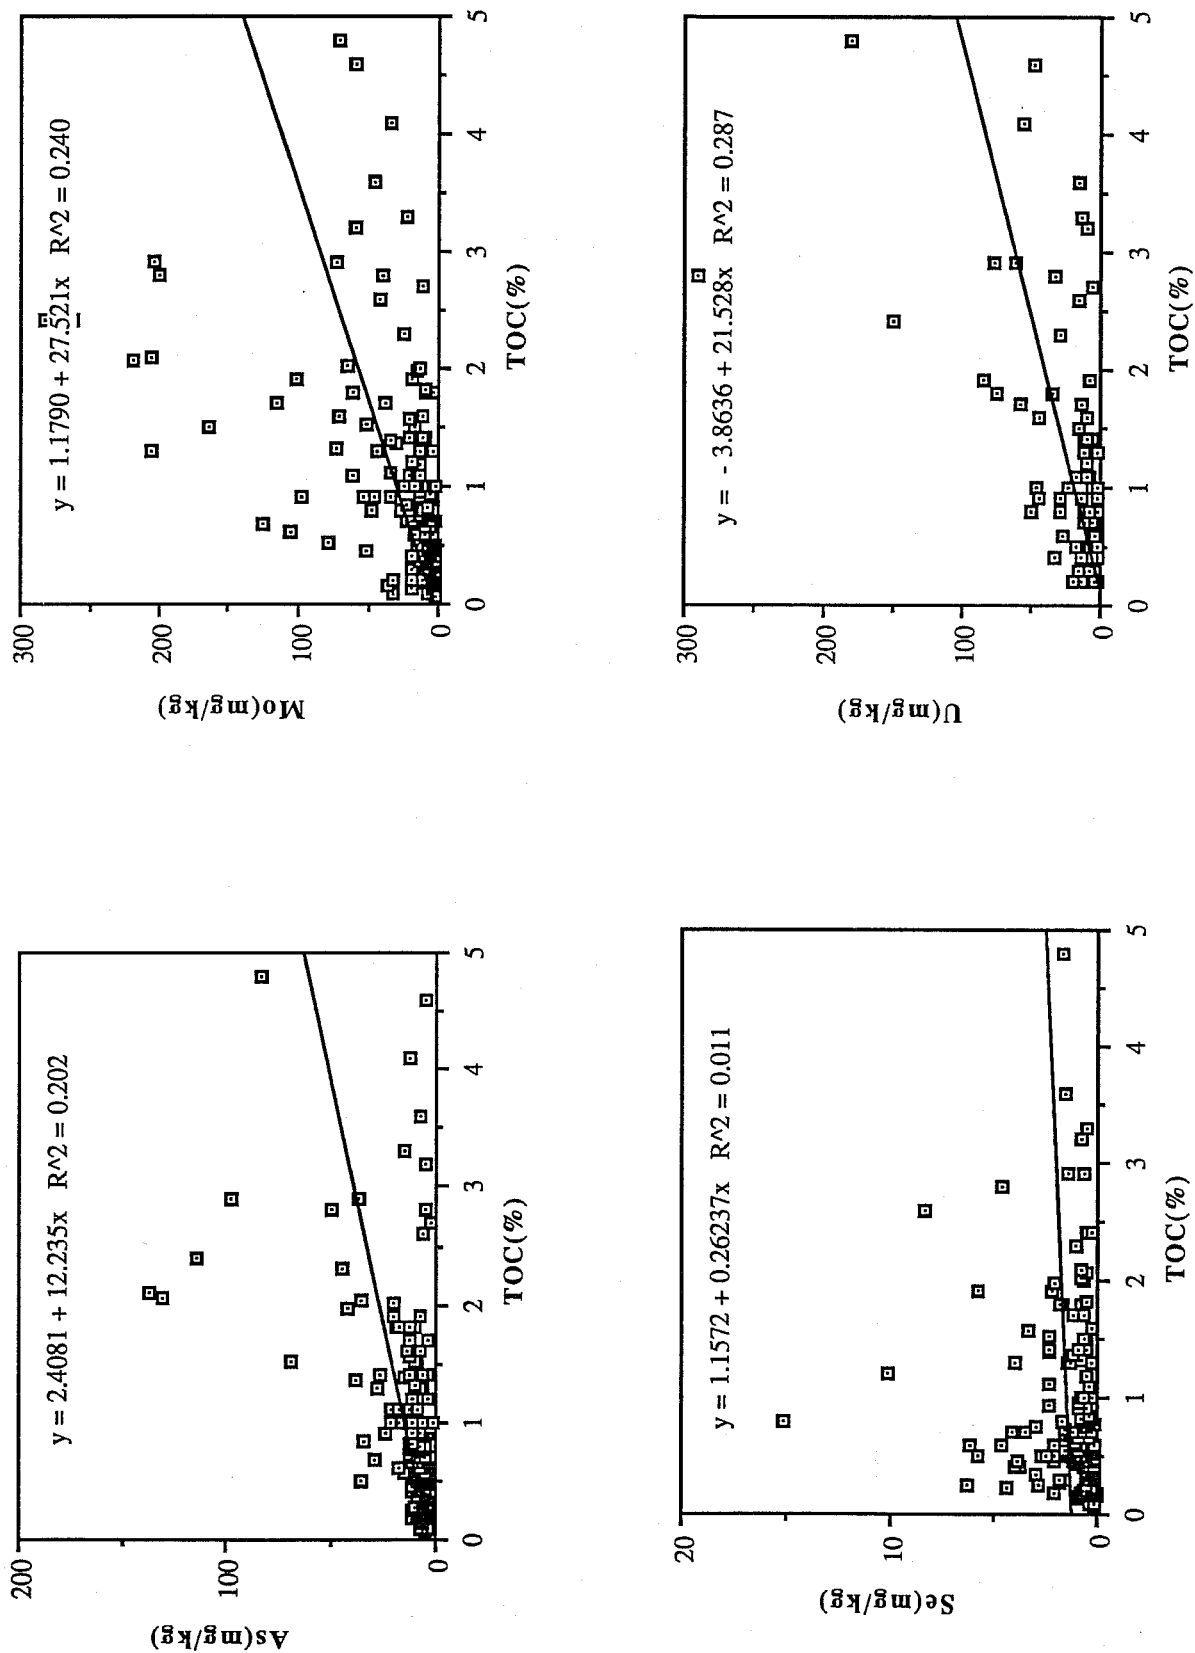 y = 2.4081 + 12.235x R^2 = 0.202
As(mg/kg)
200
100
0
0 1 2 3 4 5
TOC(%)
y = 1.1790 + 27.521x R^2 = 0.240
Mo(mg/kg)
300
200
100
0
0 1 2 3 4 5
TOC(%)
y = 1.1572 + 0.26237x R^2 = 0.011
Se(mg/kg)
20
10
0
0 1 2 3 4 5
TOC(%)
y = - 3.8636 + 21.528x R^2 = 0.287
U(mg/kg)
300
200
100
0
0 1 2 3 4 5
TOC(%)